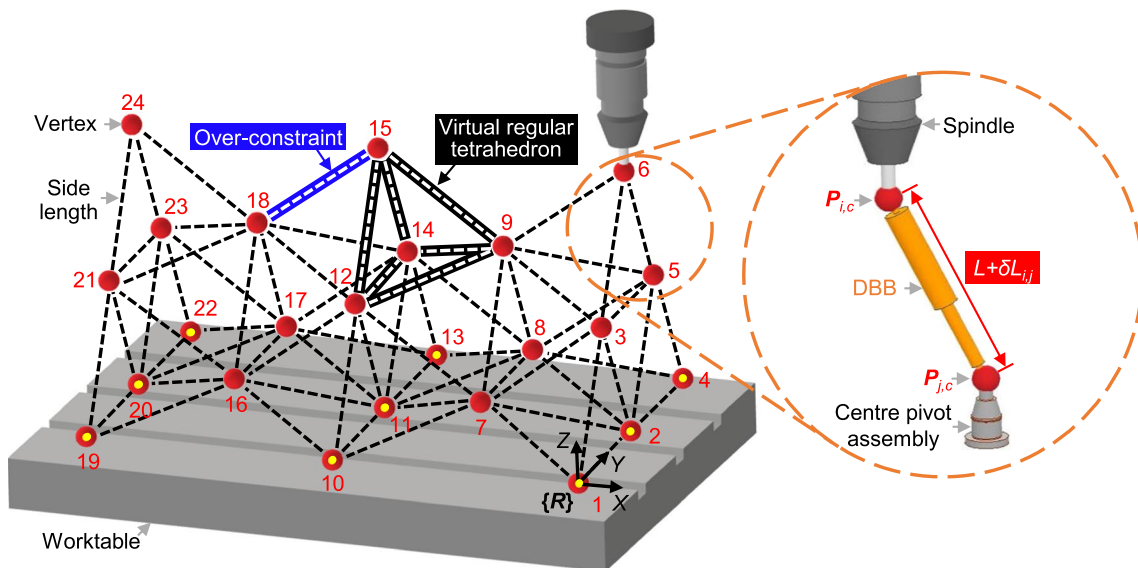 24
Vertex
Over-constraint
15
Virtual regular
tetrahedron
Side
length
23
18
14
9
6
5
21
12
22
17
13
8
3
4
20
16
11
7
2
19
10
Z
Y
X
1
{R}
Worktable
Spindle
P_{i,c}
L+δL_{i,j}
DBB
P_{j,c}
Centre pivot
assembly